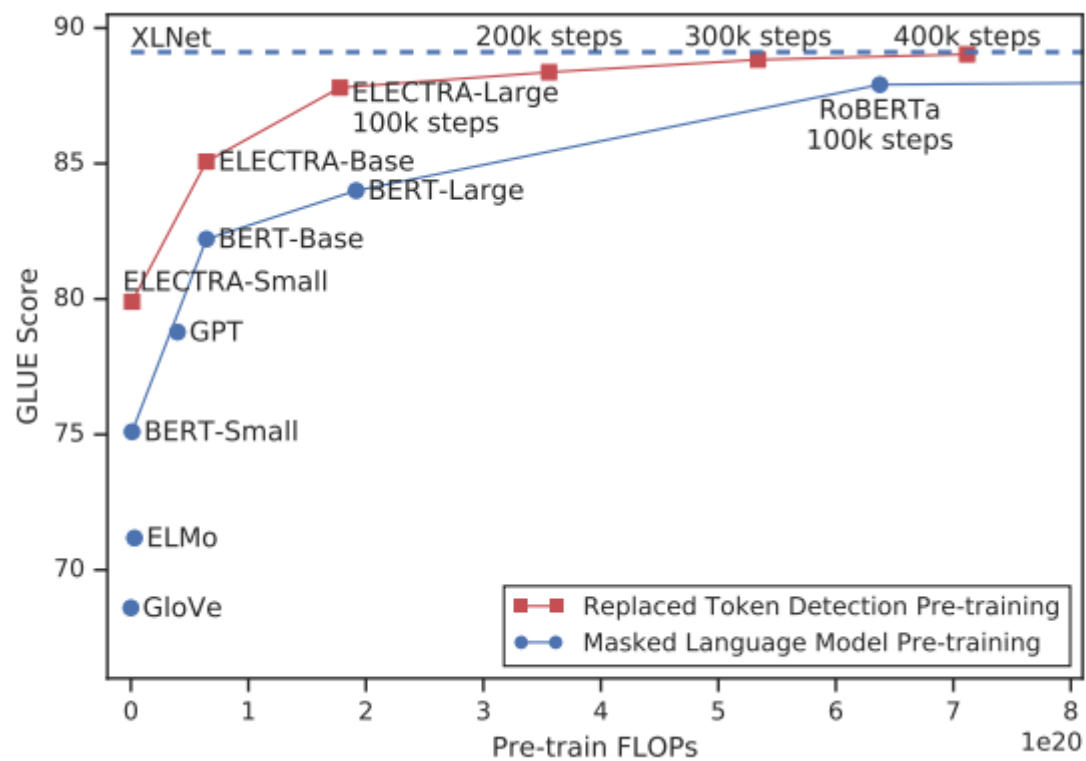 90
XLNet
200k steps
300k steps
400k steps
ELECTRA-Large
100k steps
RoBERTa
100k steps
85
ELECTRA-Base
BERT-Large
BERT-Base
ELECTRA-Small
80
GPT
GLUE Score
75
BERT-Small
ELMo
70
GloVe
Replaced Token Detection Pre-training
Masked Language Model Pre-training
0 1 2 3 4 5 6 7 8
Pre-train FLOPs
1e20